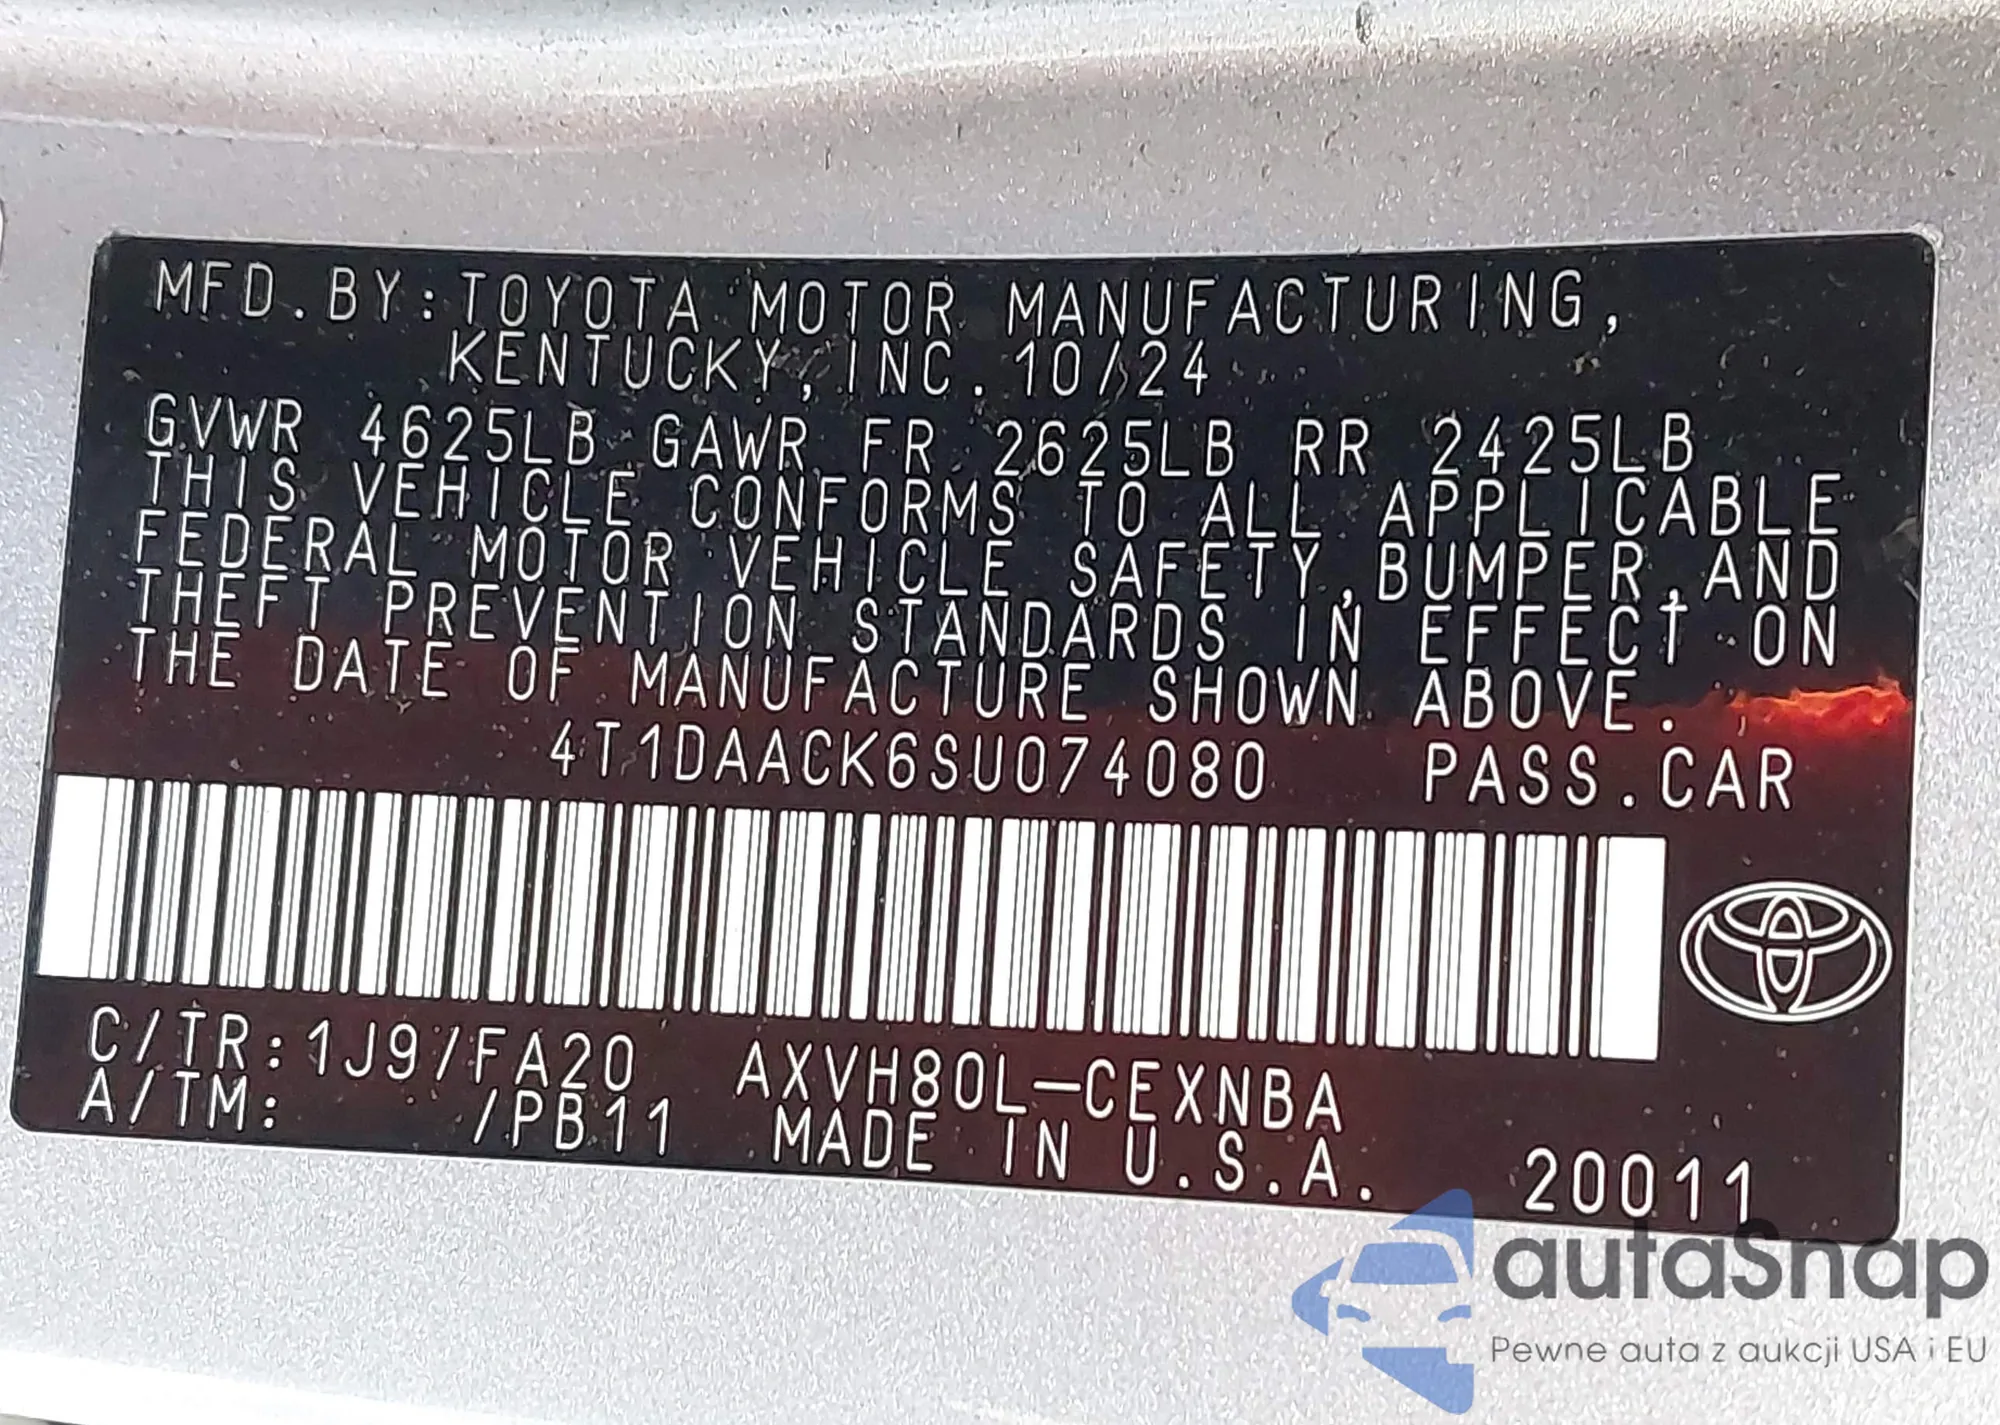 MFD.BY:TOYOTA MOTOR MANUFACTURING,
KENTUCKY,INC.10/24
GVWR 4625LB GAWR FR 2625LB RR 2425LB
THIS VEHICLE CONFORMS TO ALL APPLICABLE
FEDERAL MOTOR VEHICLE SAFETY,BUMPER,AND
THEFT PREVENTION STANDARDS IN EFFECT ON
THE DATE OF MANUFACTURE SHOWN ABOVE.
4T1DAACK6SU074080 PASS.CAR
C/TR:1J9/FA20 AXVH80L-CEXNBA
A/TM: /PB11 MADE IN U.S.A. 20011
autaSnap
Pewne auta z aukcji USA i EU